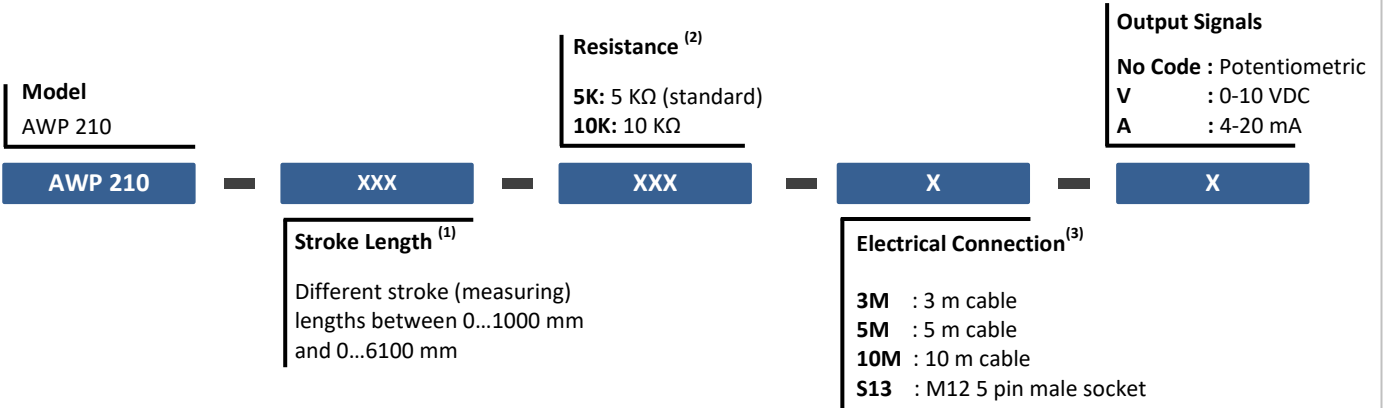 Model
AWP 210
Resistance (2)
5K: 5 KΩ (standard)
10K: 10 KΩ
Output Signals
No Code : Potentiometric
V : 0-10 VDC
A : 4-20 mA
AWP 210 - XXX - XXX - X - X
Stroke Length (1)
Different stroke (measuring)
lengths between 0...1000 mm
and 0...6100 mm
Electrical Connection(3)
3M : 3 m cable
5M : 5 m cable
10M : 10 m cable
S13 : M12 5 pin male socket